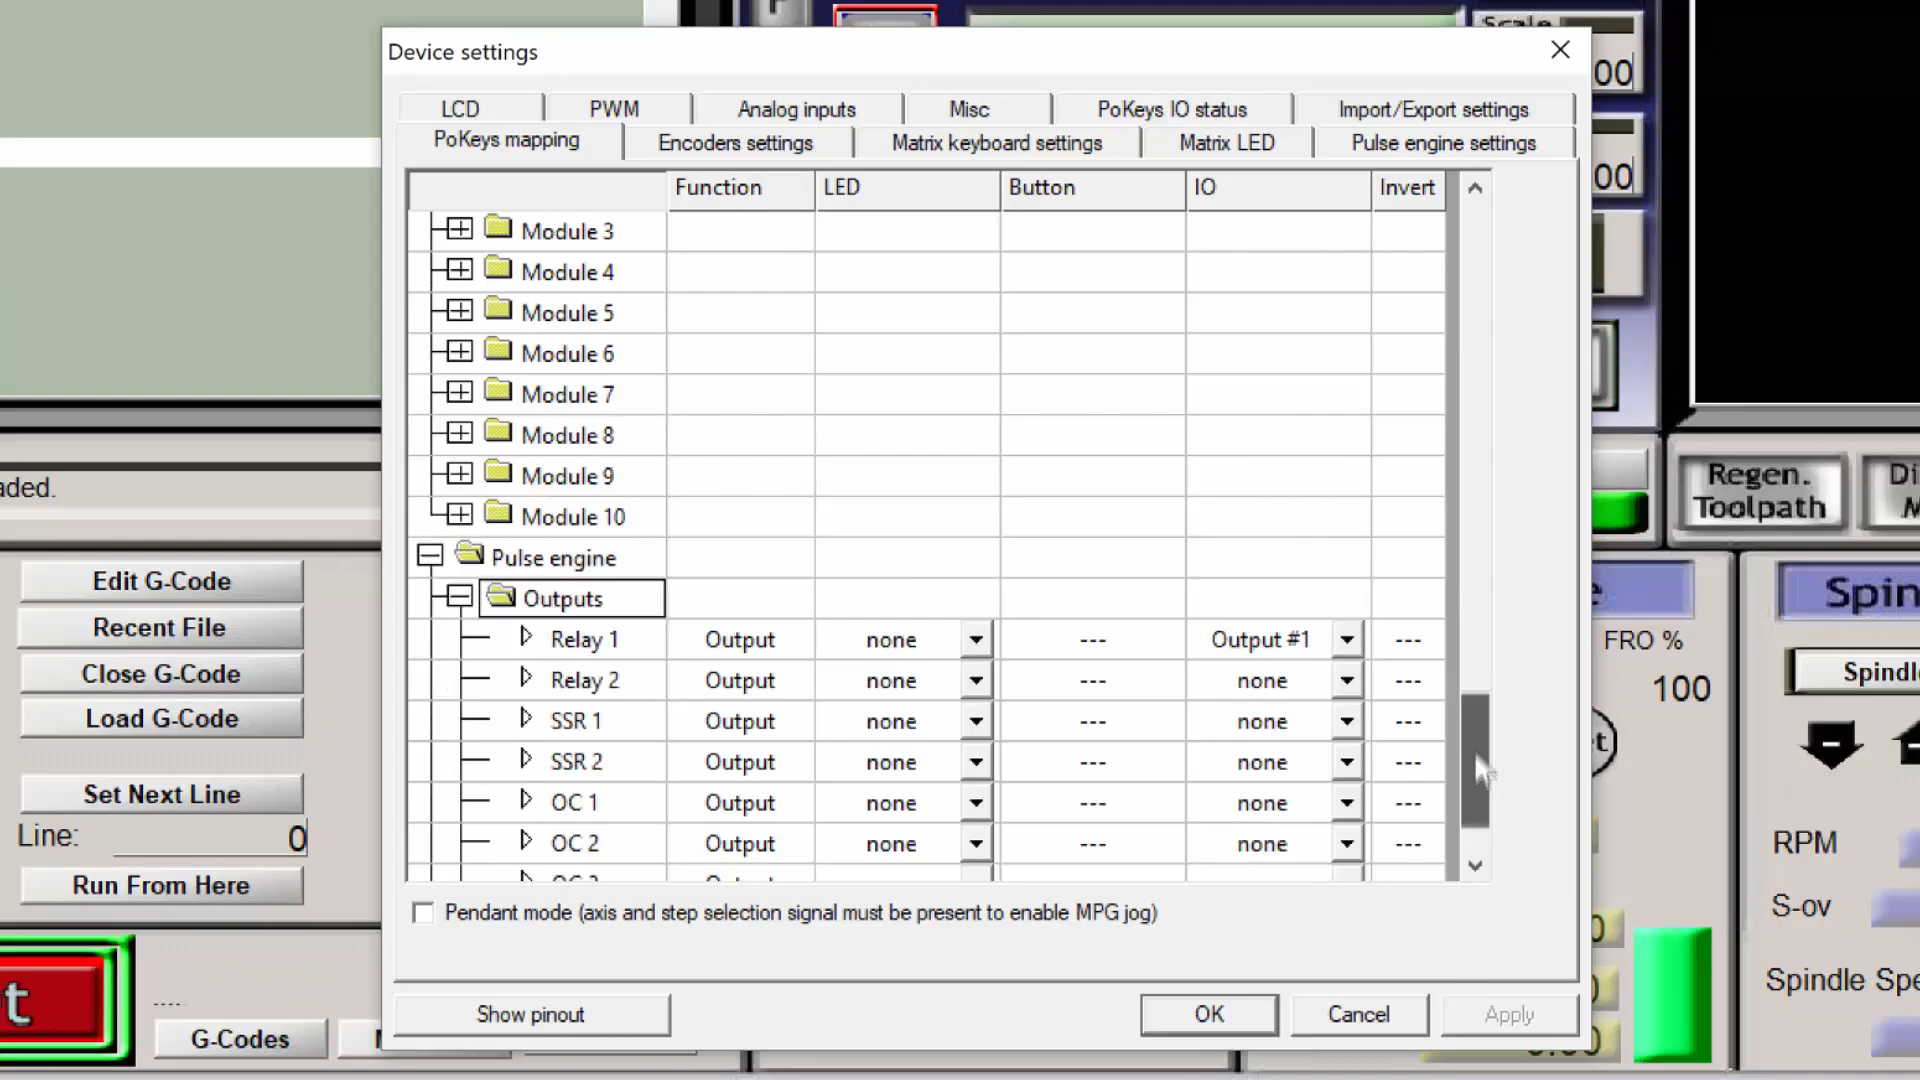 Scale
Device settings
LCD PWM Analog inputs Misc PoKeys IO status Import/Export settings
PoKeys mapping Encoders settings Matrix keyboard settings Matrix LED Pulse engine settings
Function LED Button IO Invert
Module 3
Module 4
Module 5
Module 6
Module 7
Module 8
Module 9
Module 10
Pulse engine
Outputs
Relay 1 Output none --- Output #1 ---
Relay 2 Output none --- none ---
SSR 1 Output none --- none ---
SSR 2 Output none --- none ---
OC 1 Output none --- none ---
OC 2 Output none --- none ---
Pendant mode (axis and step selection signal must be present to enable MPG jog)
Show pinout OK Cancel Apply
aded.
Edit G-Code
Recent File
Close G-Code
Load G-Code
Set Next Line
Line: 0
Run From Here
G-Codes
00
00
Regen.
Toolpath
FRO %
100
Spin
Spindle
RPM
S-ov
Spindle Spe